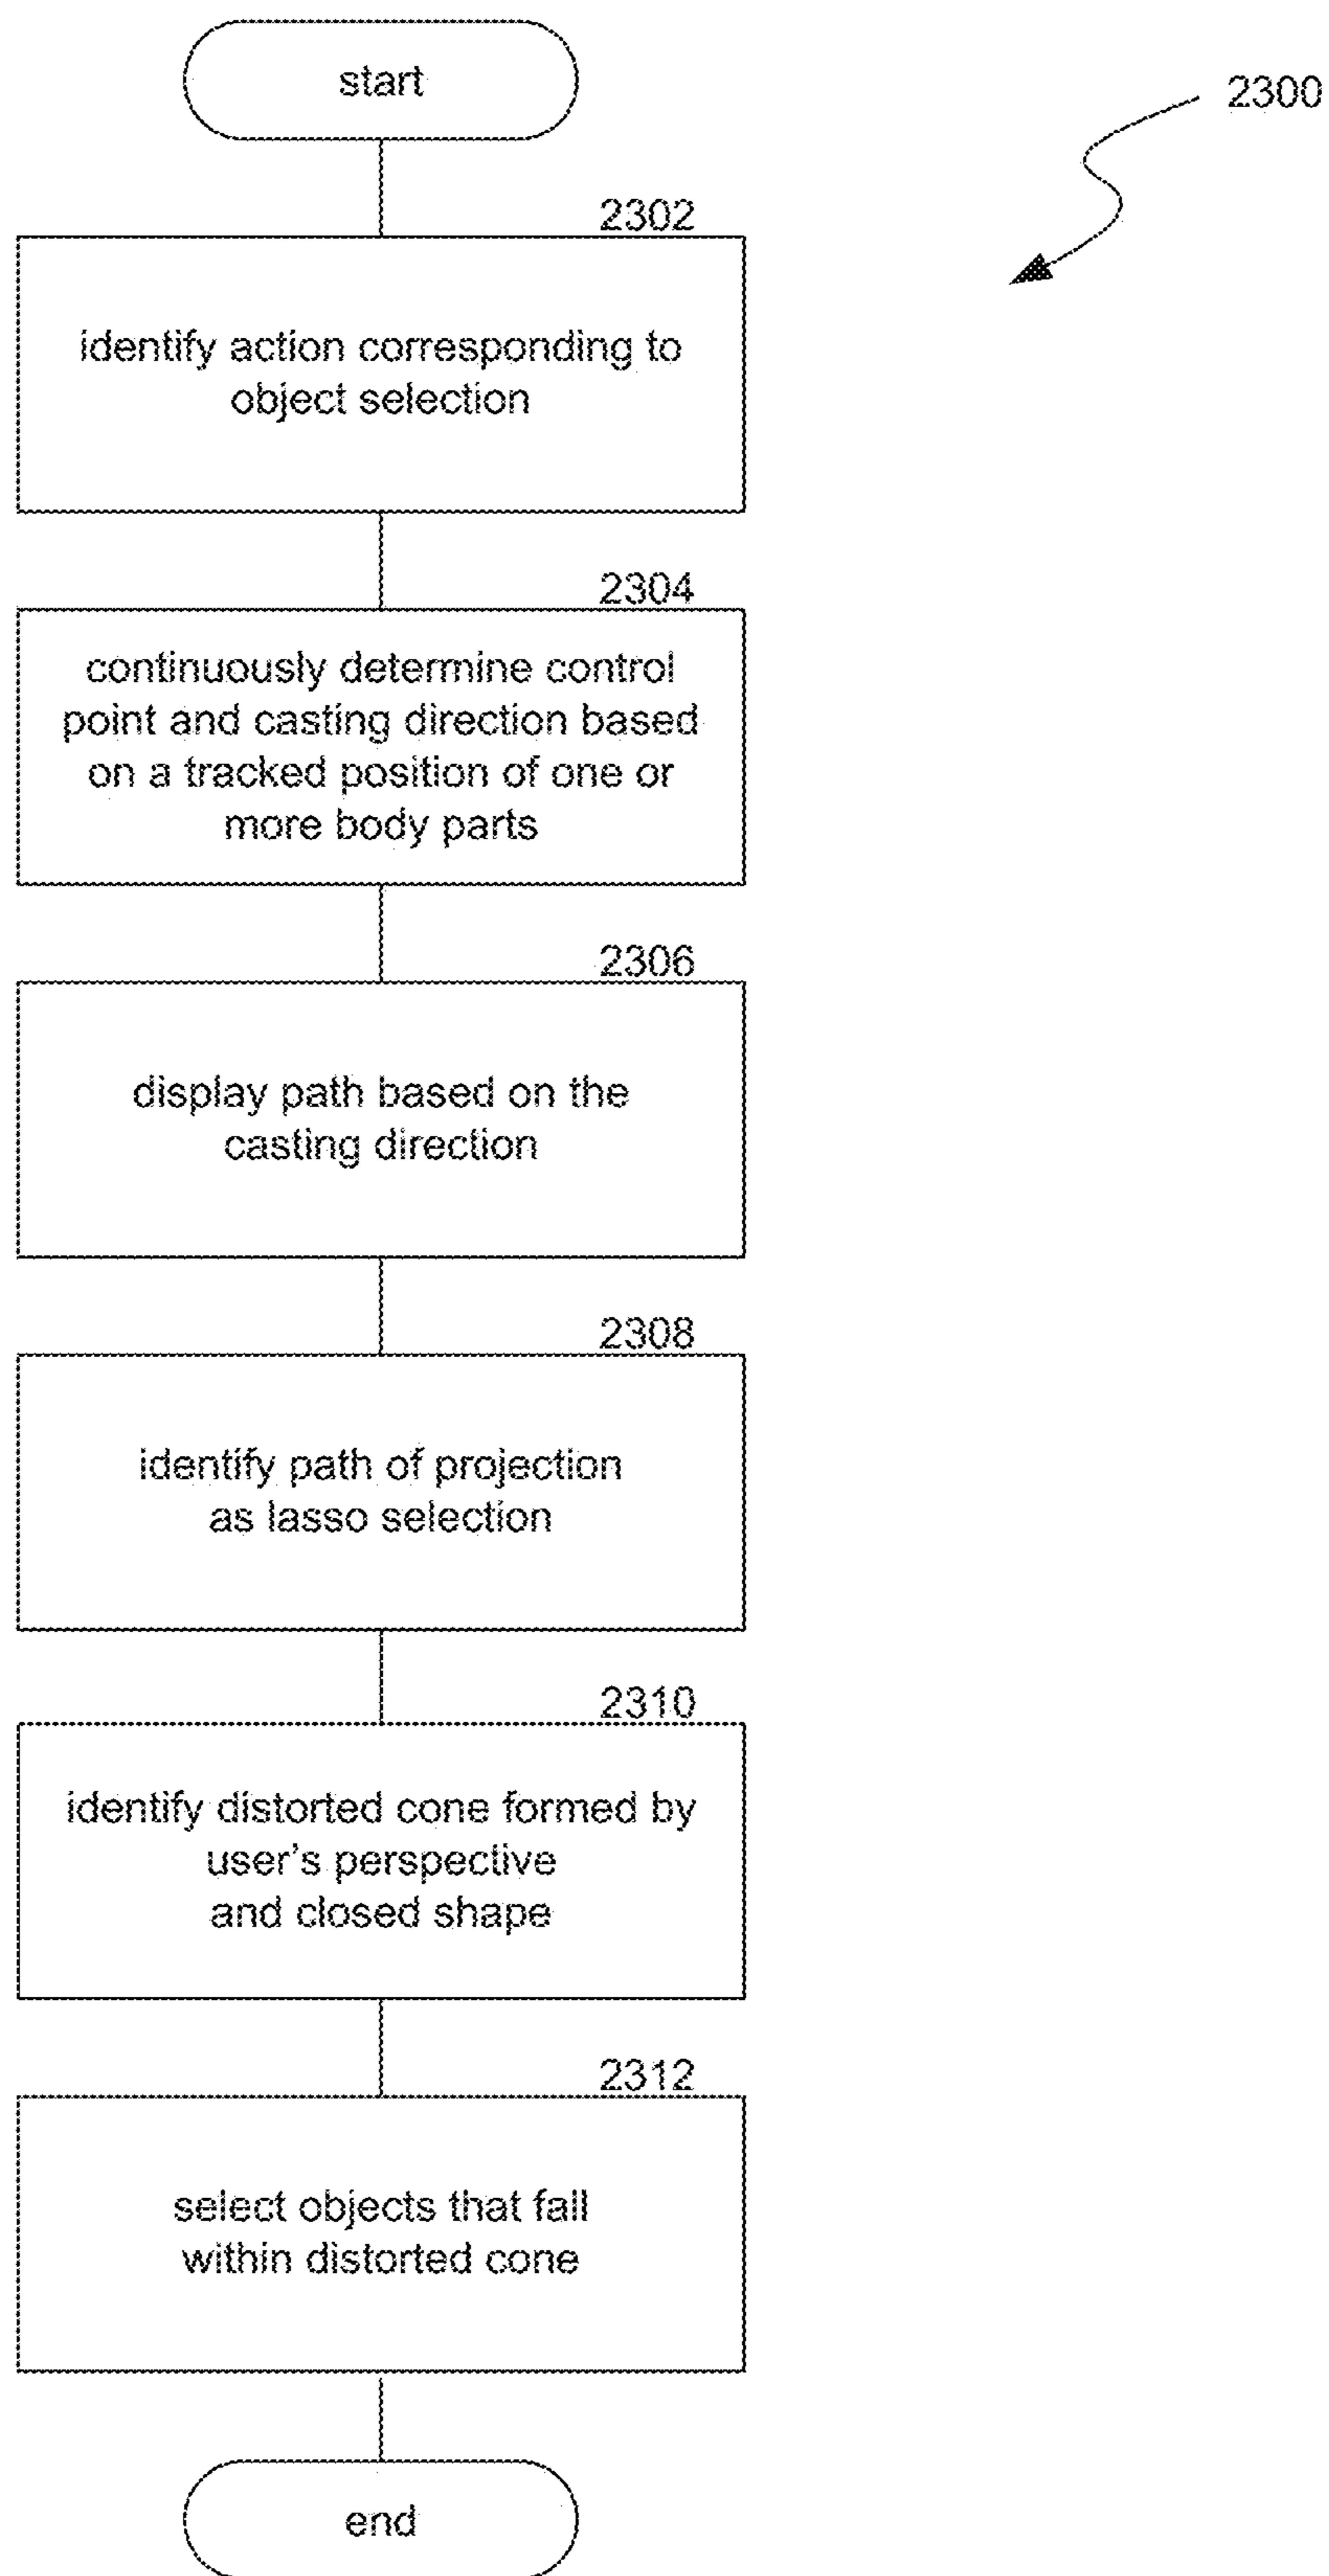 start
2300
2302
identify action corresponding to
object selection
2304
continuously determine control
point and casting direction based
on a tracked position of one or
more body parts
2306
display path based on the
casting direction
2308
identify path of projection
as lasso selection
2310
identify distorted cone formed by
user's perspective
and closed shape
2312
select objects that fall
within distorted cone
end